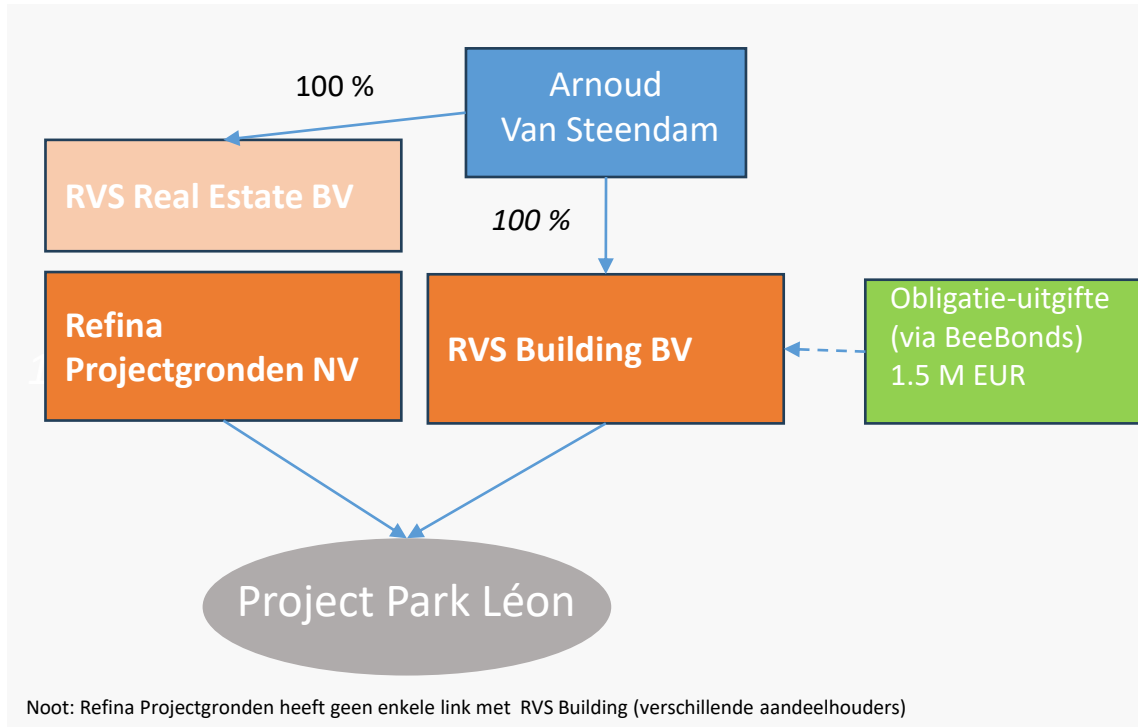 100 %
Arnoud
Van Steendam
RVS Real Estate BV
100 %
Refina
Projectgronden NV
RVS Building BV
Obligatie-uitgifte
(via BeeBonds)
1.5 M EUR
Project Park Léon
Noot: Refina Projectgronden heeft geen enkele link met RVS Building (verschillende aandeelhouders)